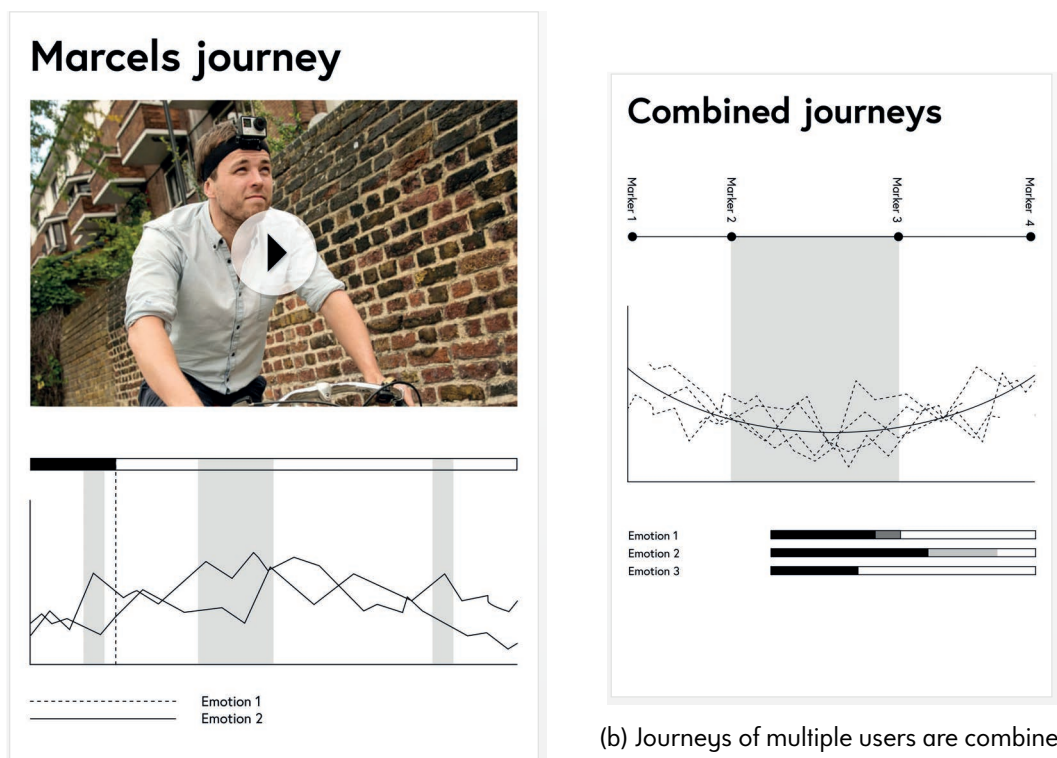 Marcels journey
Emotion 1
Emotion 2
Combined journeys
Marker 1
Marker 2
Marker 3
Marker 4
Emotion 1
Emotion 2
Emotion 3
(b) Journeys of multiple users are combine